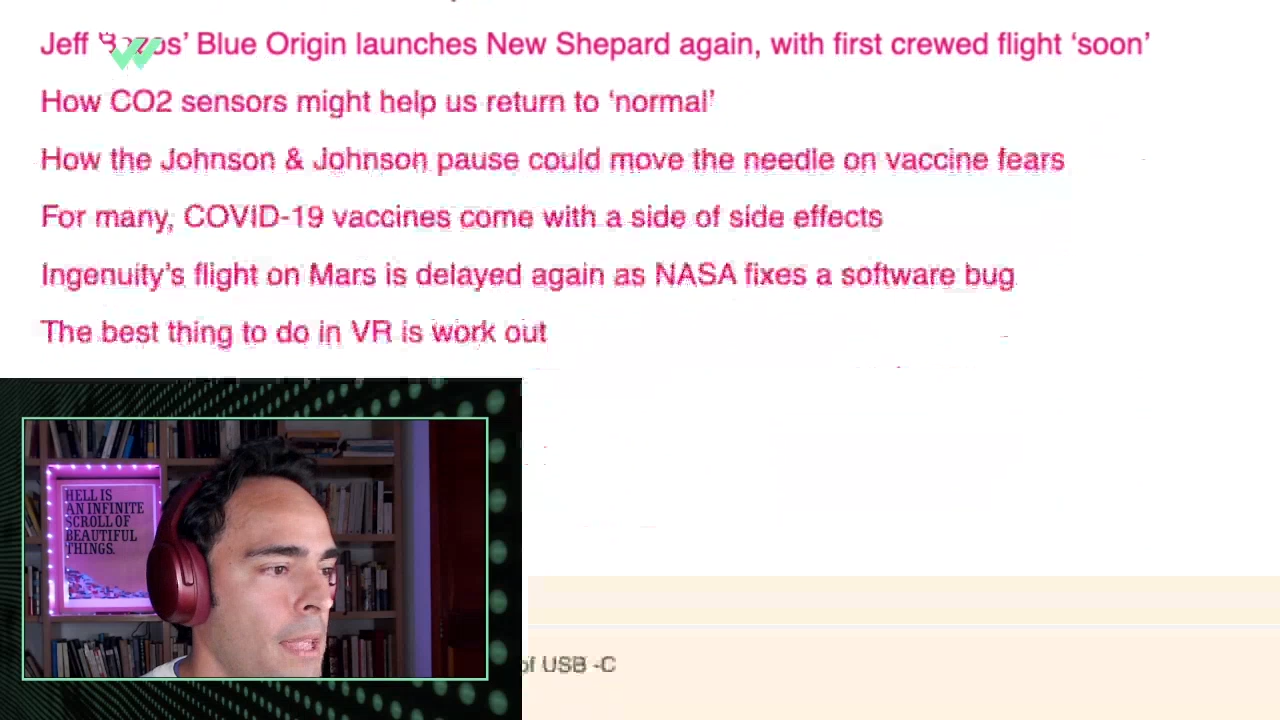 Jeff Bezos’ Blue Origin launches New Shepard again, with first crewed flight ‘soon’
How CO2 sensors might help us return to ‘normal’
How the Johnson & Johnson pause could move the needle on vaccine fears
For many, COVID-19 vaccines come with a side of side effects
Ingenuity’s flight on Mars is delayed again as NASA fixes a software bug
The best thing to do in VR is work out
HELL IS
AN INFINITE
SCROLL OF
BEAUTIFUL
THINGS.
of USB -C